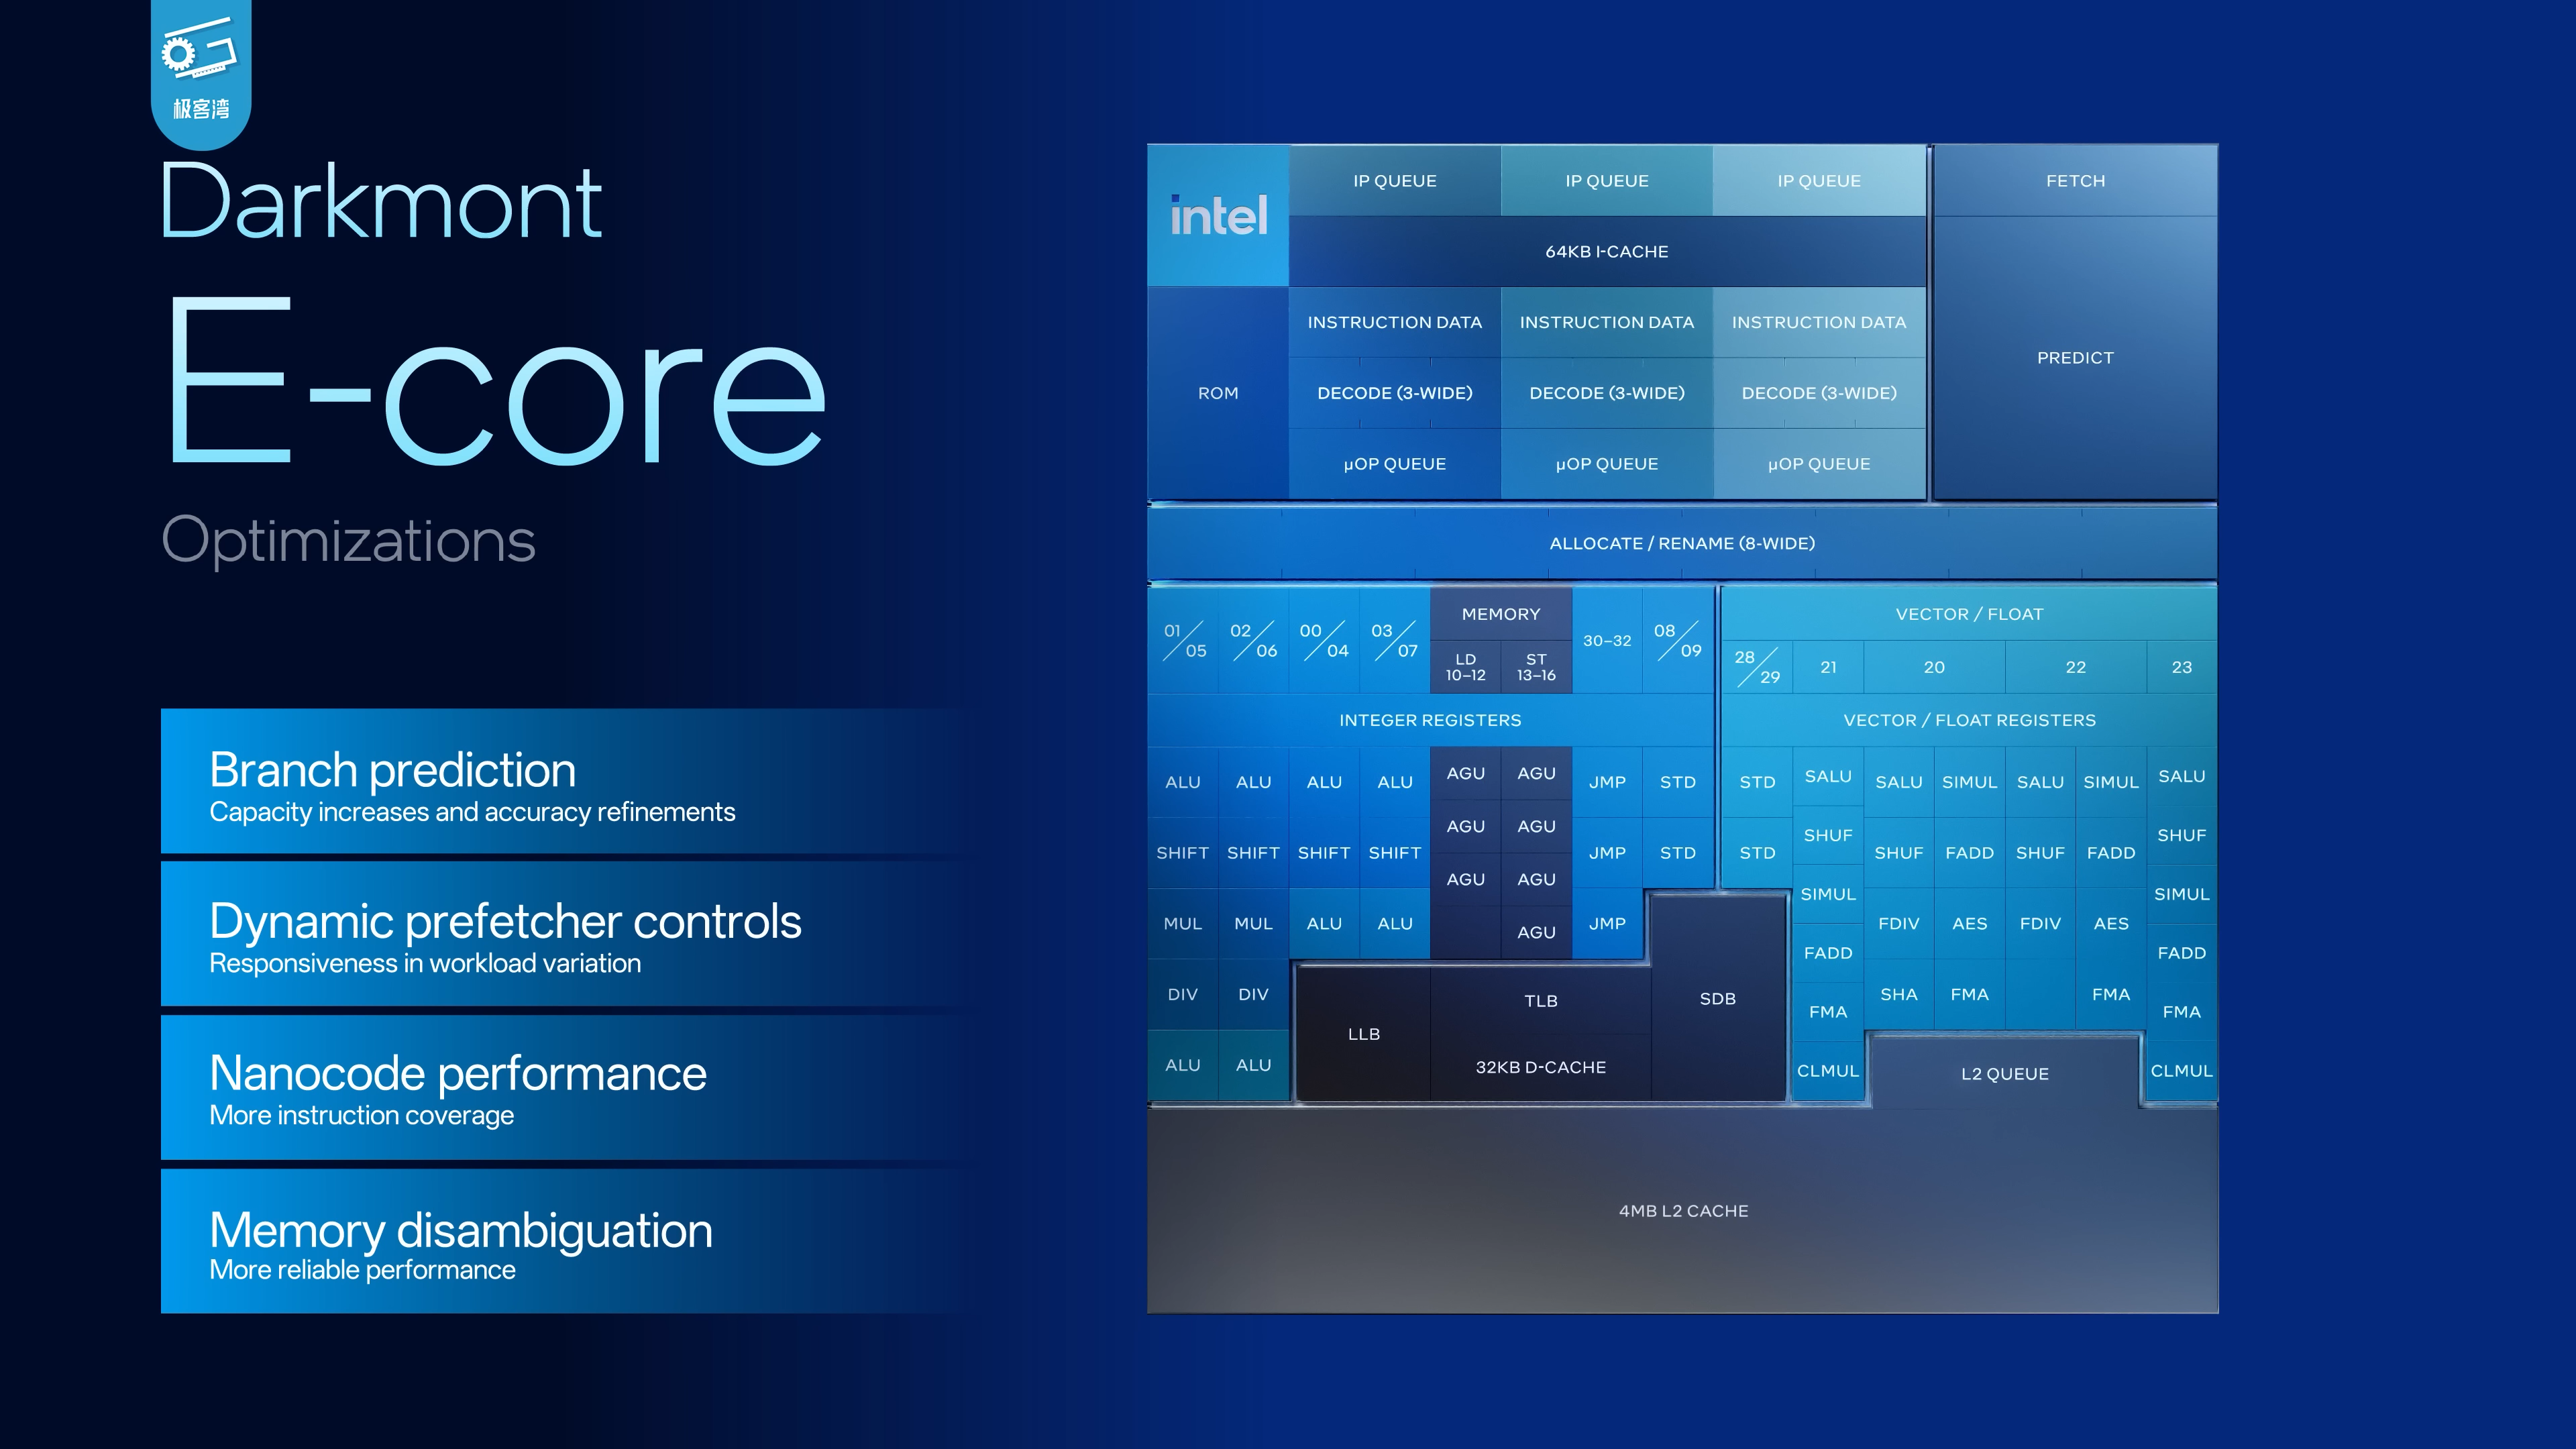 极客湾
Darkmont
E-core
Optimizations
Branch prediction
Capacity increases and accuracy refinements
Dynamic prefetcher controls
Responsiveness in workload variation
Nanocode performance
More instruction coverage
Memory disambiguation
More reliable performance
intel
IP QUEUE IP QUEUE IP QUEUE
FETCH
64KB I-CACHE
INSTRUCTION DATA INSTRUCTION DATA INSTRUCTION DATA
PREDICT
ROM
DECODE (3-WIDE) DECODE (3-WIDE) DECODE (3-WIDE)
µOP QUEUE µOP QUEUE µOP QUEUE
ALLOCATE / RENAME (8-WIDE)
01/05 02/06 00/04 03/07
MEMORY
LD
10–12
ST
13–16
30–32
08/09
INTEGER REGISTERS
ALU ALU ALU ALU AGU AGU JMP STD
AGU AGU
SHIFT SHIFT SHIFT SHIFT JMP STD
AGU AGU
MUL MUL ALU ALU AGU JMP
DIV DIV
ALU ALU
LLB
TLB
32KB D-CACHE
SDB
VECTOR / FLOAT
28/29 21 20 22 23
VECTOR / FLOAT REGISTERS
STD SALU SALU SIMUL SALU SIMUL SALU
SHUF SHUF
STD SHUF FADD SHUF FADD
SIMUL SIMUL
FDIV AES FDIV AES
FADD FADD
SHA FMA FMA
FMA FMA
CLMUL CLMUL
L2 QUEUE
4MB L2 CACHE